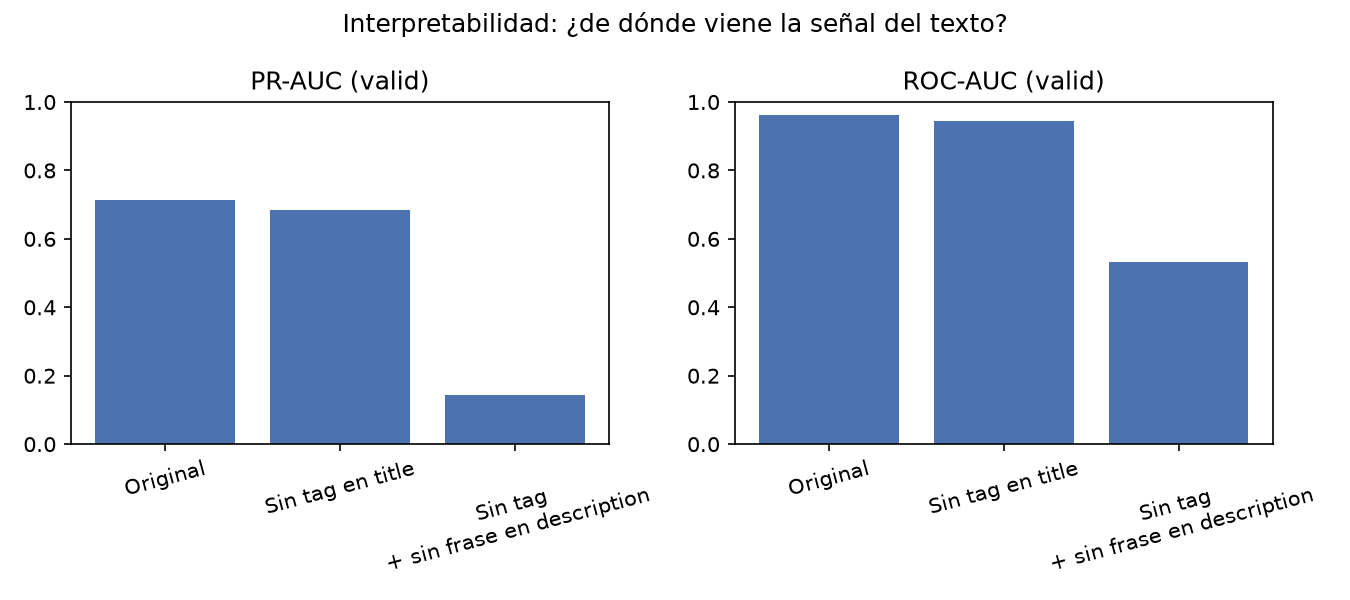 Interpretabilidad: ¿de dónde viene la señal del texto?
PR-AUC (valid)
1.0
0.8
0.6
0.4
0.2
0.0
Original
Sin tag en title
Sin tag
+ sin frase en description
ROC-AUC (valid)
1.0
0.8
0.6
0.4
0.2
0.0
Original
Sin tag en title
Sin tag
+ sin frase en description